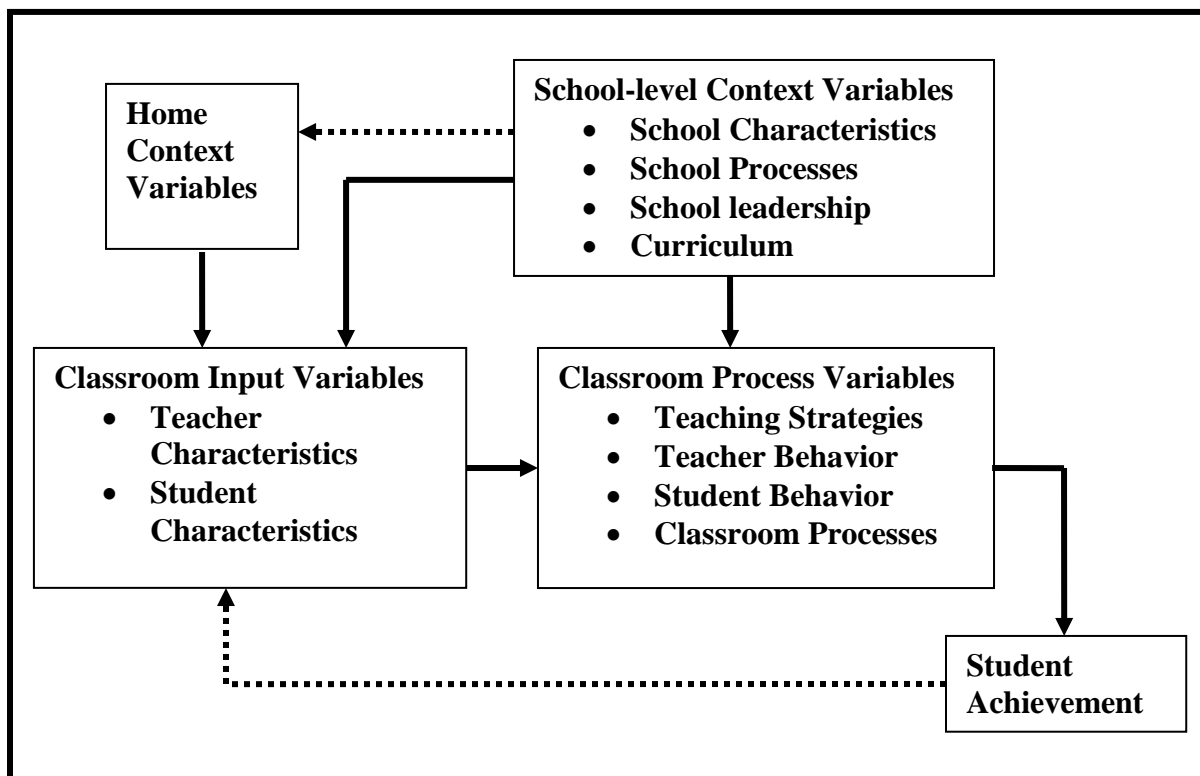 Home
Context
Variables
School-level Context Variables
• School Characteristics
• School Processes
• School leadership
• Curriculum
Classroom Input Variables
• Teacher
Characteristics
• Student
Characteristics
Classroom Process Variables
• Teaching Strategies
• Teacher Behavior
• Student Behavior
• Classroom Processes
Student
Achievement